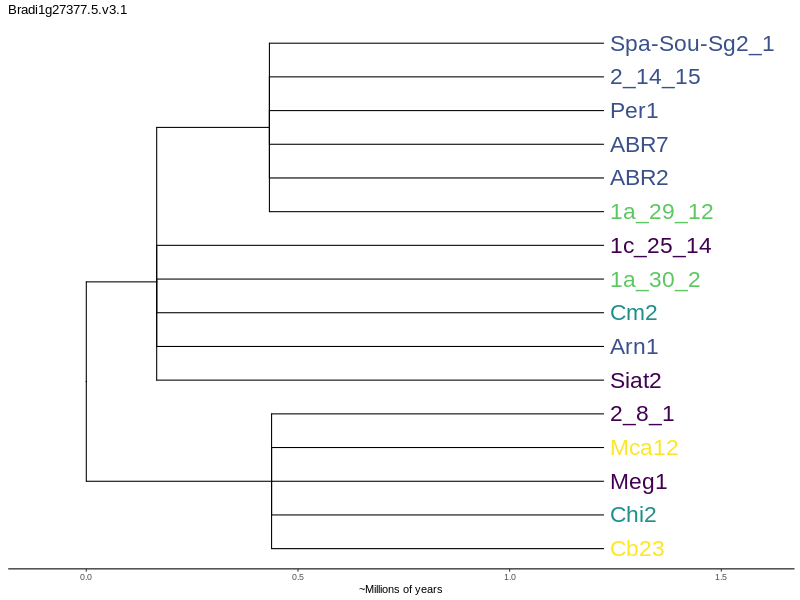 Bradi1g27377.5.v3.1
Spa-Sou-Sg2_1
2_14_15
Per1
ABR7
ABR2
1a_29_12
1c_25_14
1a_30_2
Cm2
Arn1
Siat2
2_8_1
Mca12
Meg1
Chi2
Cb23
0.0 0.5 1.0 1.5
~Millions of years